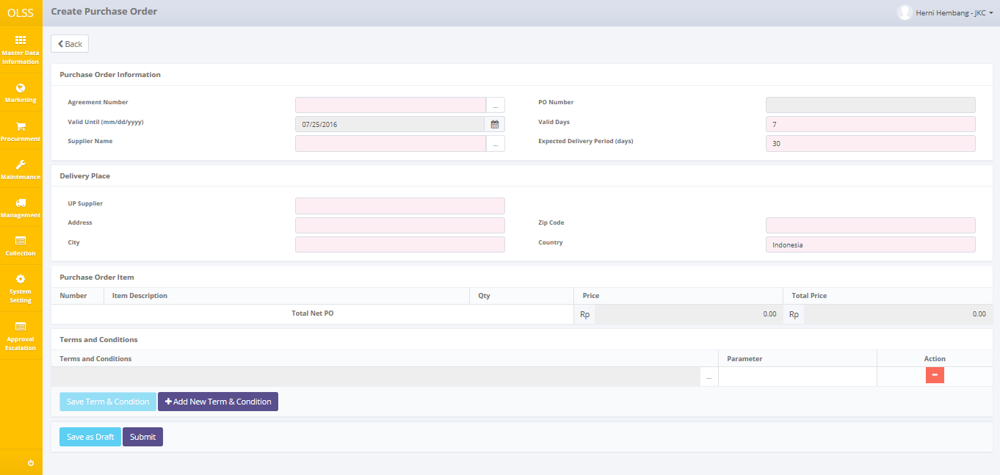 OLSS
Create Purchase Order
Herni Hembang - JKC
Master Data
Information
Marketing
Procurement
Maintenance
Management
Collection
System
Setting
Approval
Escalation
Back
Purchase Order Information
Agreement Number
...
PO Number
Valid Until (mm/dd/yyyy)
07/25/2016
Valid Days
7
Supplier Name
...
Expected Delivery Period (days)
30
Delivery Place
UP Supplier
Address
Zip Code
City
Country
Indonesia
Purchase Order Item
Number
Item Description
Qty
Price
Total Price
Total Net PO
Rp
0.00
Rp
0.00
Terms and Conditions
Terms and Conditions
Parameter
Action
...
Save Term & Condition
Add New Term & Condition
Save as Draft
Submit